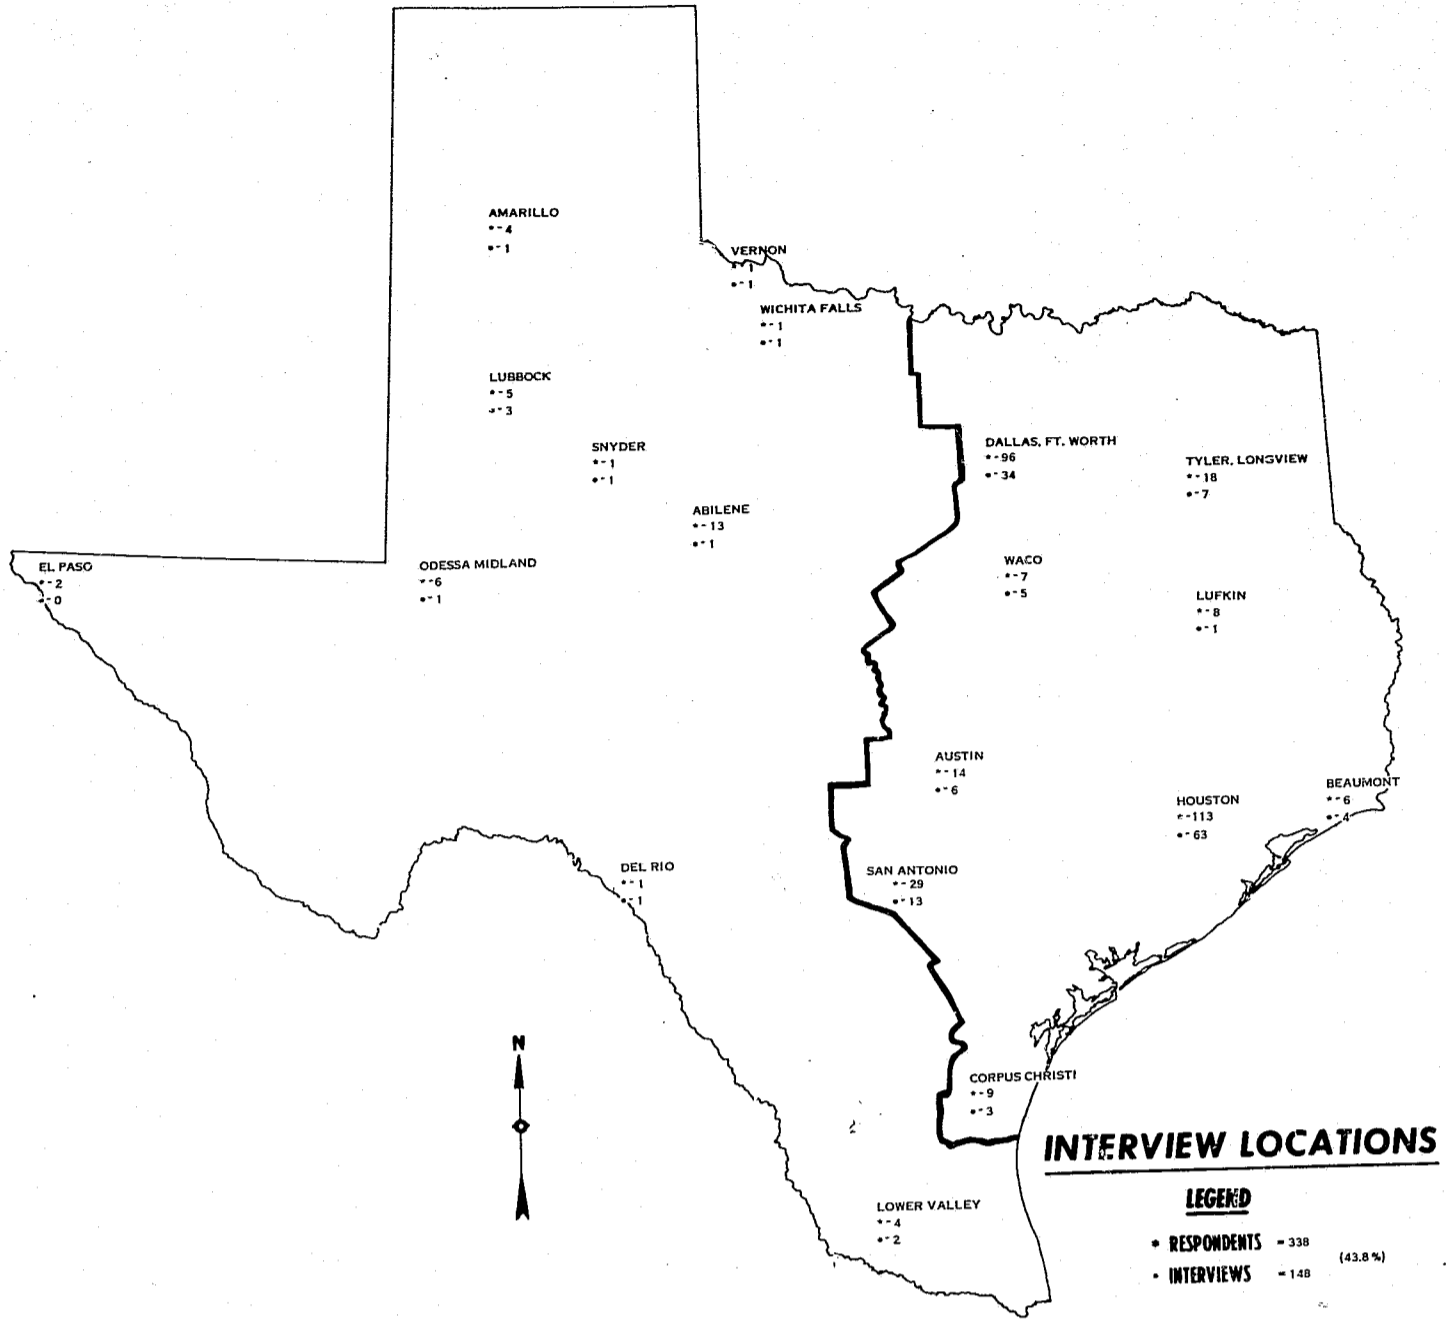 AMARILLO
*-4
•-1
VERNON
*-1
•-1
WICHITA FALLS
*-1
•-1
LUBBOCK
*-5
•-3
SNYDER
*-1
•-1
DALLAS, FT. WORTH
*-96
•-34
TYLER, LONGVIEW
*-18
•-7
ABILENE
*-13
•-1
EL PASO
*-2
•-0
ODESSA MIDLAND
*-6
•-1
WACO
*-7
•-5
LUFKIN
*-8
•-1
AUSTIN
*-14
•-6
HOUSTON
*-113
•-63
BEAUMONT
*-6
•-4
DEL RIO
*-1
•-1
SAN ANTONIO
*-29
•-13
N
CORPUS CHRISTI
*-9
•-3
LOWER VALLEY
*-4
•-2
INTERVIEW LOCATIONS
LEGEND
* RESPONDENTS = 338
(43.8%)
• INTERVIEWS = 148